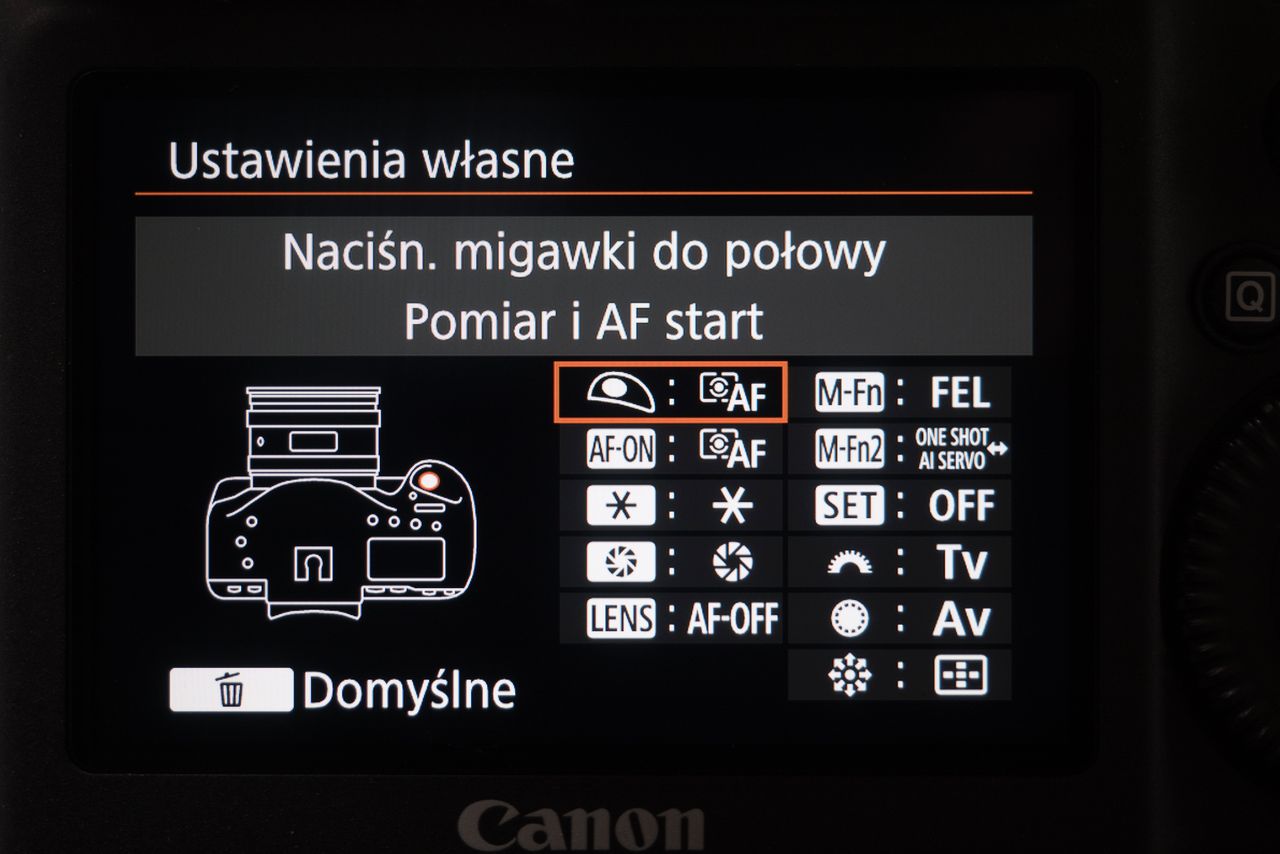 Ustawienia własne
Naciśn. migawki do połowy
Pomiar i AF start
: AF
M-Fn : FEL
AF-ON : AF
M-Fn2 : ONE SHOT
AI SERVO ↔
* : *
SET : OFF
: Tv
LENS : AF-OFF
: Av
Domyślne
Q
Canon